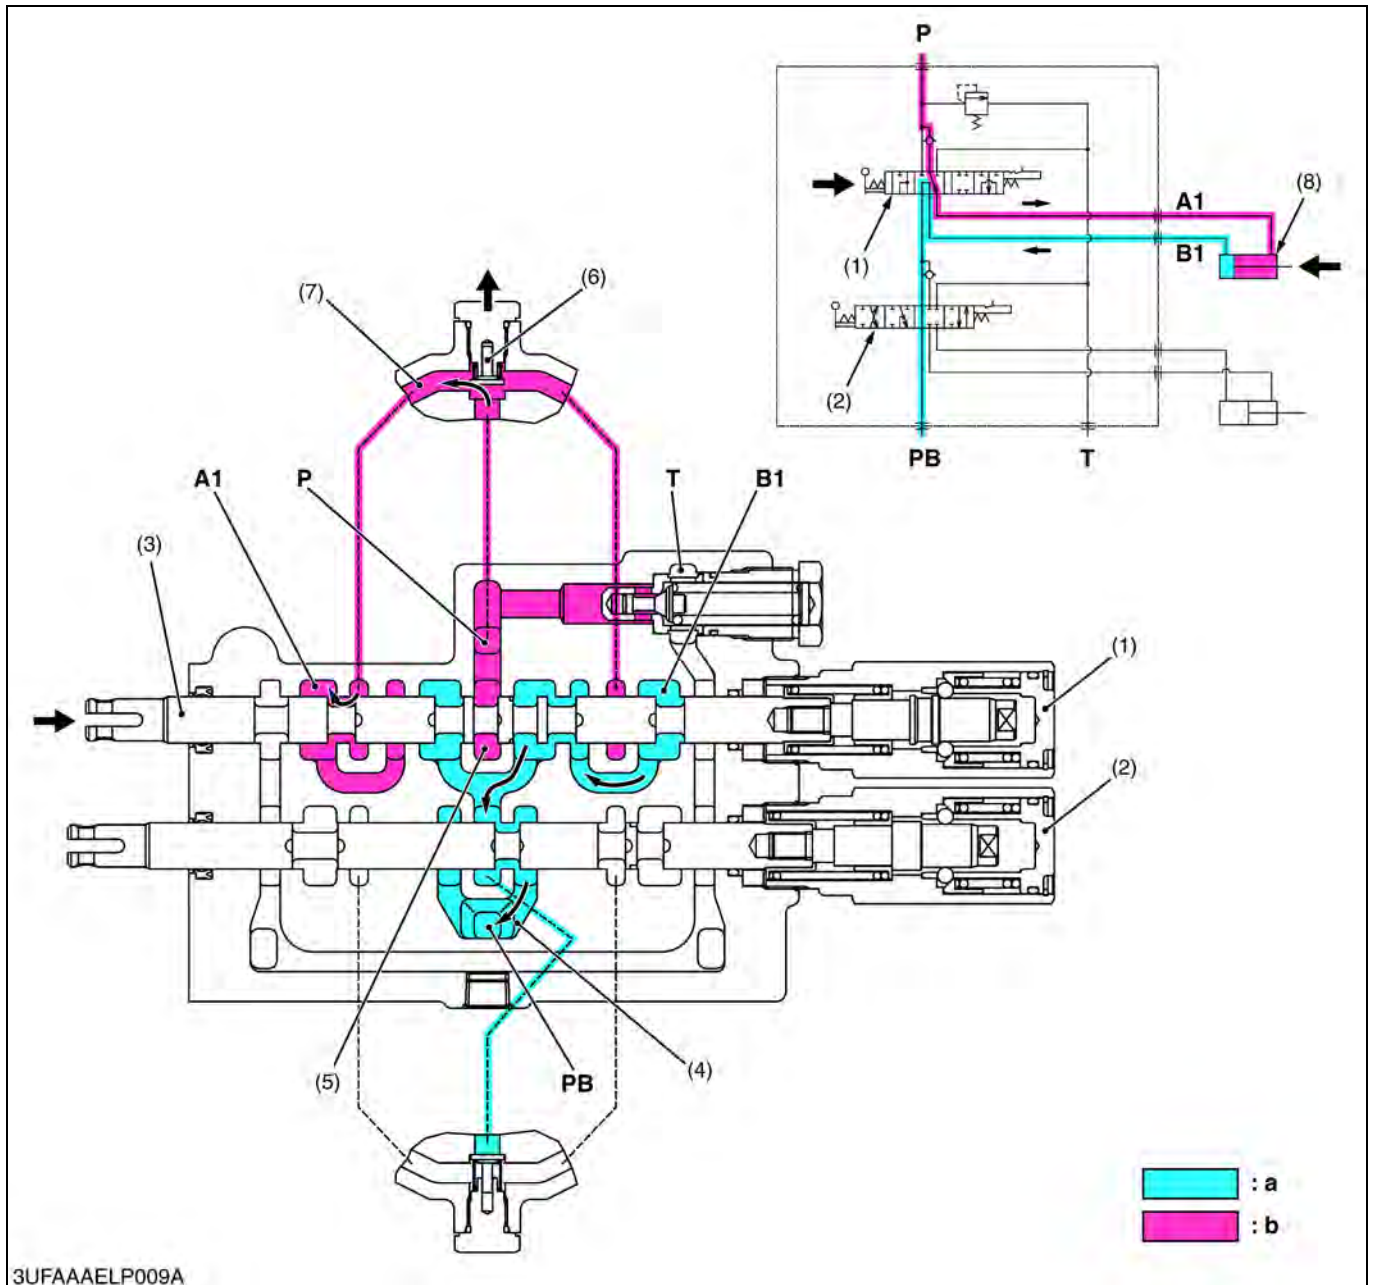 P
(8)
A1
B1
(1)
(2)
PB
T
(6)
(7)
A1
P
T
B1
(3)
(1)
(2)
(5)
PB
(4)
: a
: b
3UFAAAELP009A